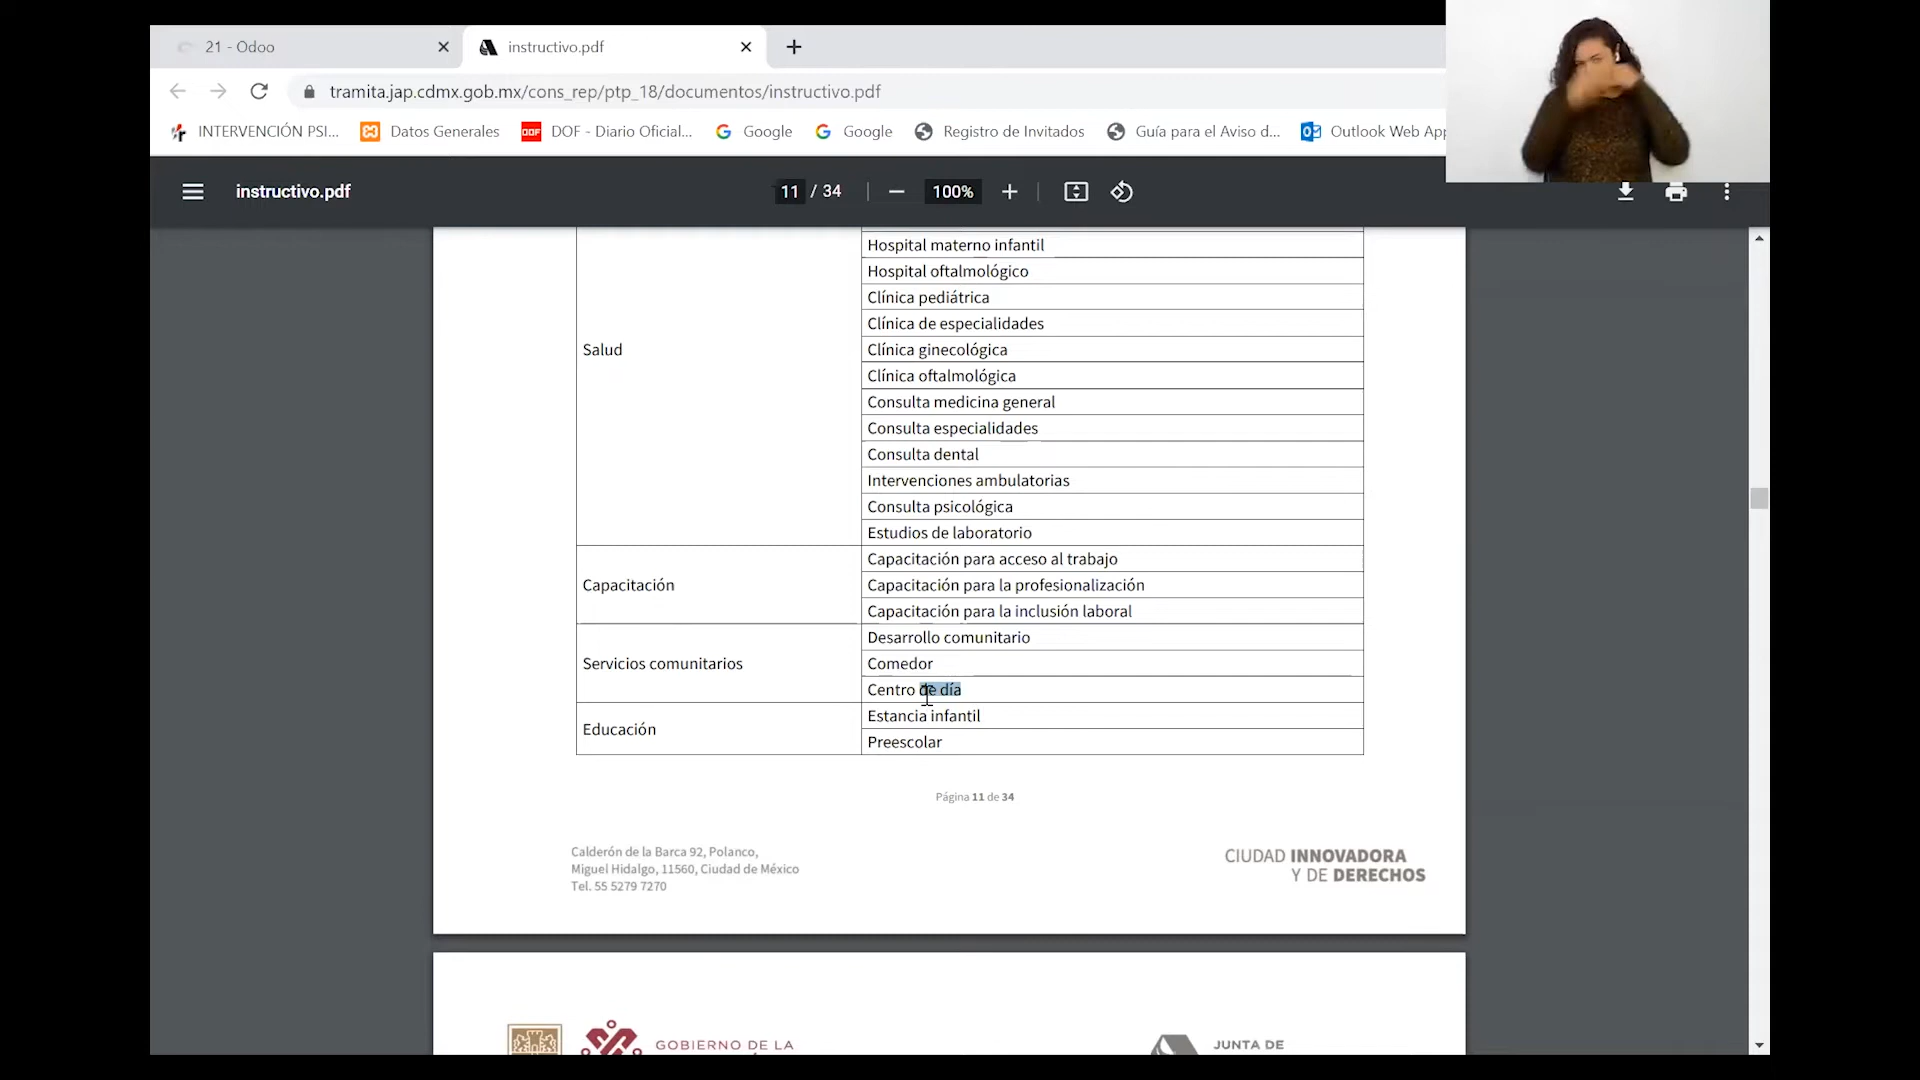 21 - Odoo
instructivo.pdf
tramita.jap.cdmx.gob.mx/cons_rep/ptp_18/documentos/instructivo.pdf
INTERVENCIÓN PSI... Datos Generales DOF DOF - Diario Oficial... Google Google Registro de Invitados Guía para el Aviso d... Outlook Web App
instructivo.pdf 11 / 34 100%
Hospital materno infantil
Hospital oftalmológico
Clínica pediátrica
Clínica de especialidades
Salud
Clínica ginecológica
Clínica oftalmológica
Consulta medicina general
Consulta especialidades
Consulta dental
Intervenciones ambulatorias
Consulta psicológica
Estudios de laboratorio
Capacitación para acceso al trabajo
Capacitación
Capacitación para la profesionalización
Capacitación para la inclusión laboral
Desarrollo comunitario
Servicios comunitarios
Comedor
Centro de día
Estancia infantil
Educación
Preescolar
Página 11 de 34
Calderón de la Barca 92, Polanco,
Miguel Hidalgo, 11560, Ciudad de México
Tel. 55 5279 7270
CIUDAD INNOVADORA
Y DE DERECHOS
GOBIERNO DE LA
JUNTA DE